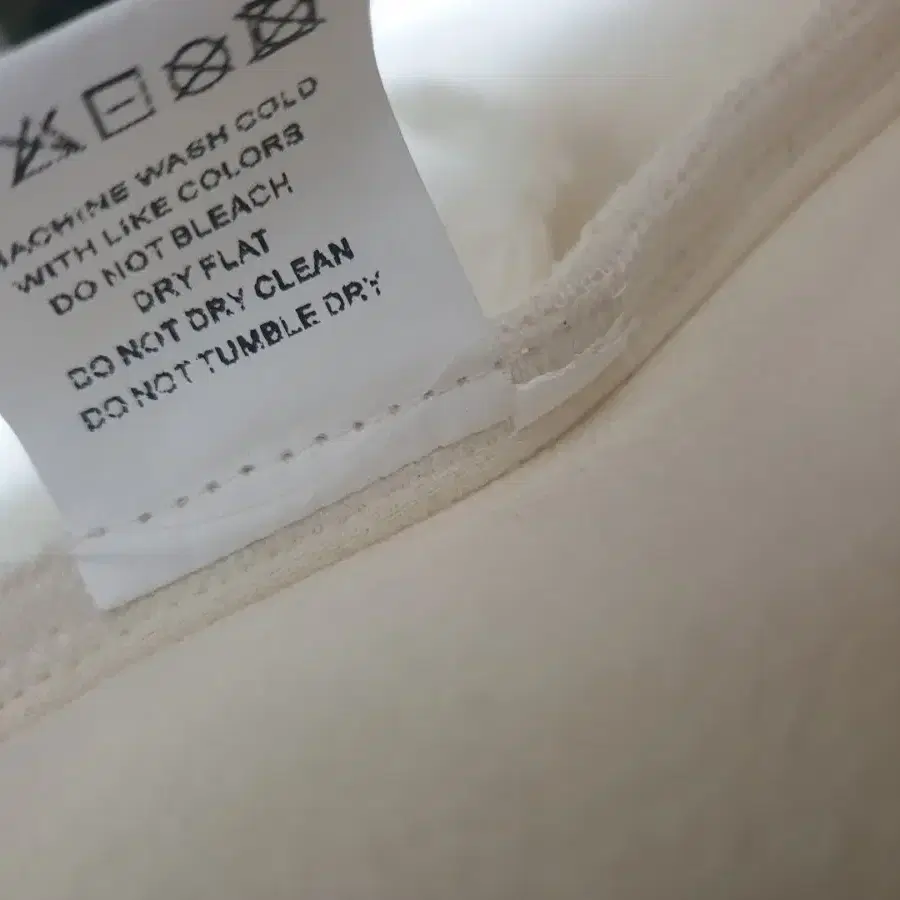 MACHINE WASH COLD
WITH LIKE COLORS
DO NOT BLEACH
DRY FLAT
DO NOT DRY CLEAN
DO NOT TUMBLE DRY